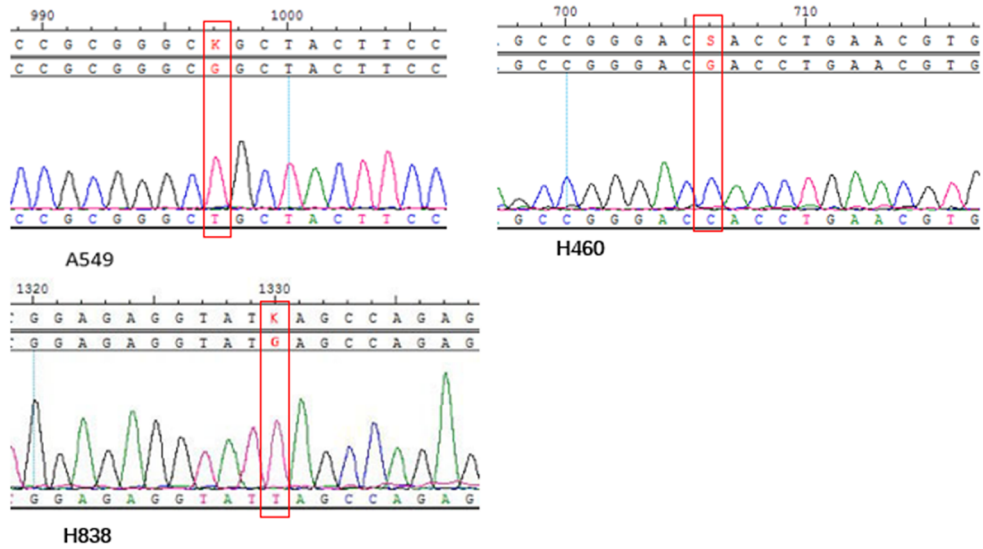 990 1000
C C G C G G G C K G C T A C T T C C
C C G C G G G C G G C T A C T T C C
C C G C G G G C T G C T A C T T C C
A549
700 710
G C C G G G A C S A C C T G A A C G T G
G C C G G G A C G A C C T G A A C G T G
G C C G G G A C C A C C T G A A C G T G
H460
1320 1330
G G A G A G G T A T K A G C C A G A G
G G A G A G G T A T G A G C C A G A G
G G A G A G G T A T T A G C C A G A G
H838